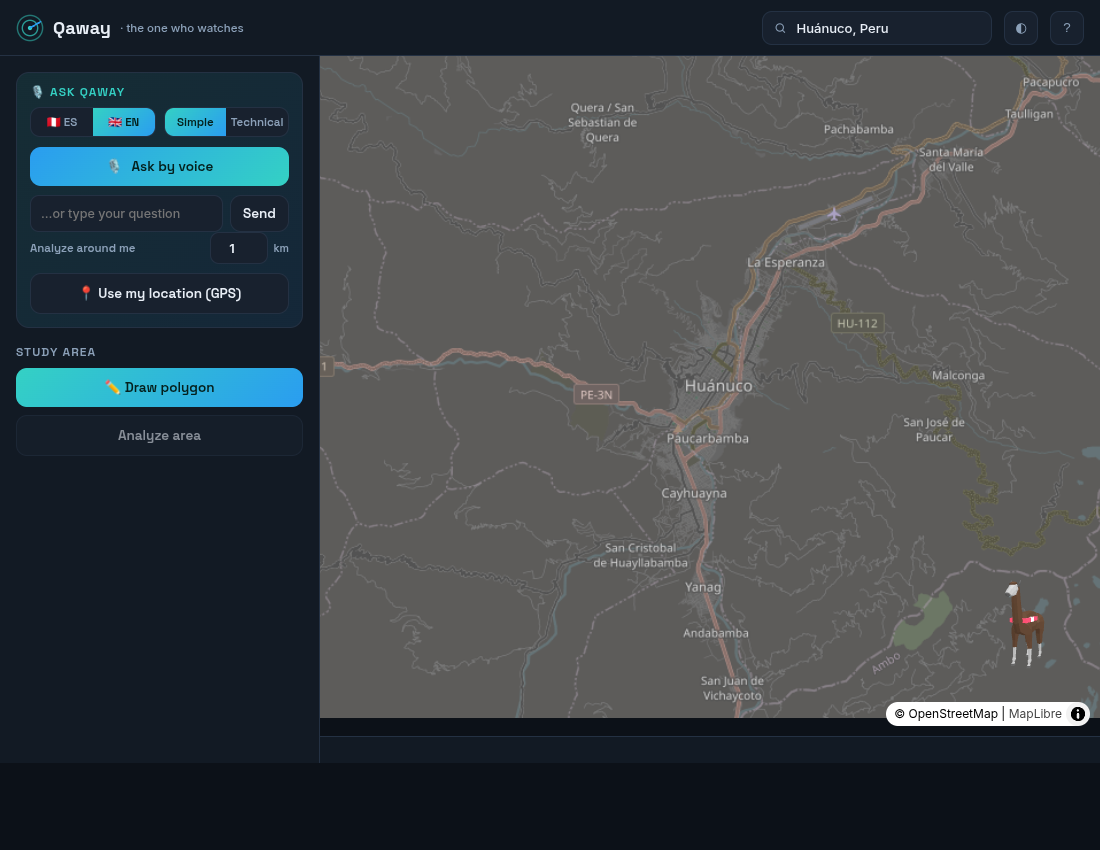 Qaway · the one who watches
Huánuco, Peru
?
ASK QAWAY
ES
EN
Simple
Technical
Ask by voice
...or type your question
Send
Analyze around me
1
km
Use my location (GPS)
STUDY AREA
Draw polygon
Analyze area
Pacapucro
Quera / San
Sebastian de
Quera
Taulligan
Pachabamba
Santa María
del Valle
La Esperanza
HU-112
1
Malconga
Huánuco
PE-3N
San José de
Paucar
Paucarbamba
Cayhuayna
San Cristobal
de Huayllabamba
Yanag
Andabamba
Ambo
San Juan de
Vichaycoto
© OpenStreetMap | MapLibre